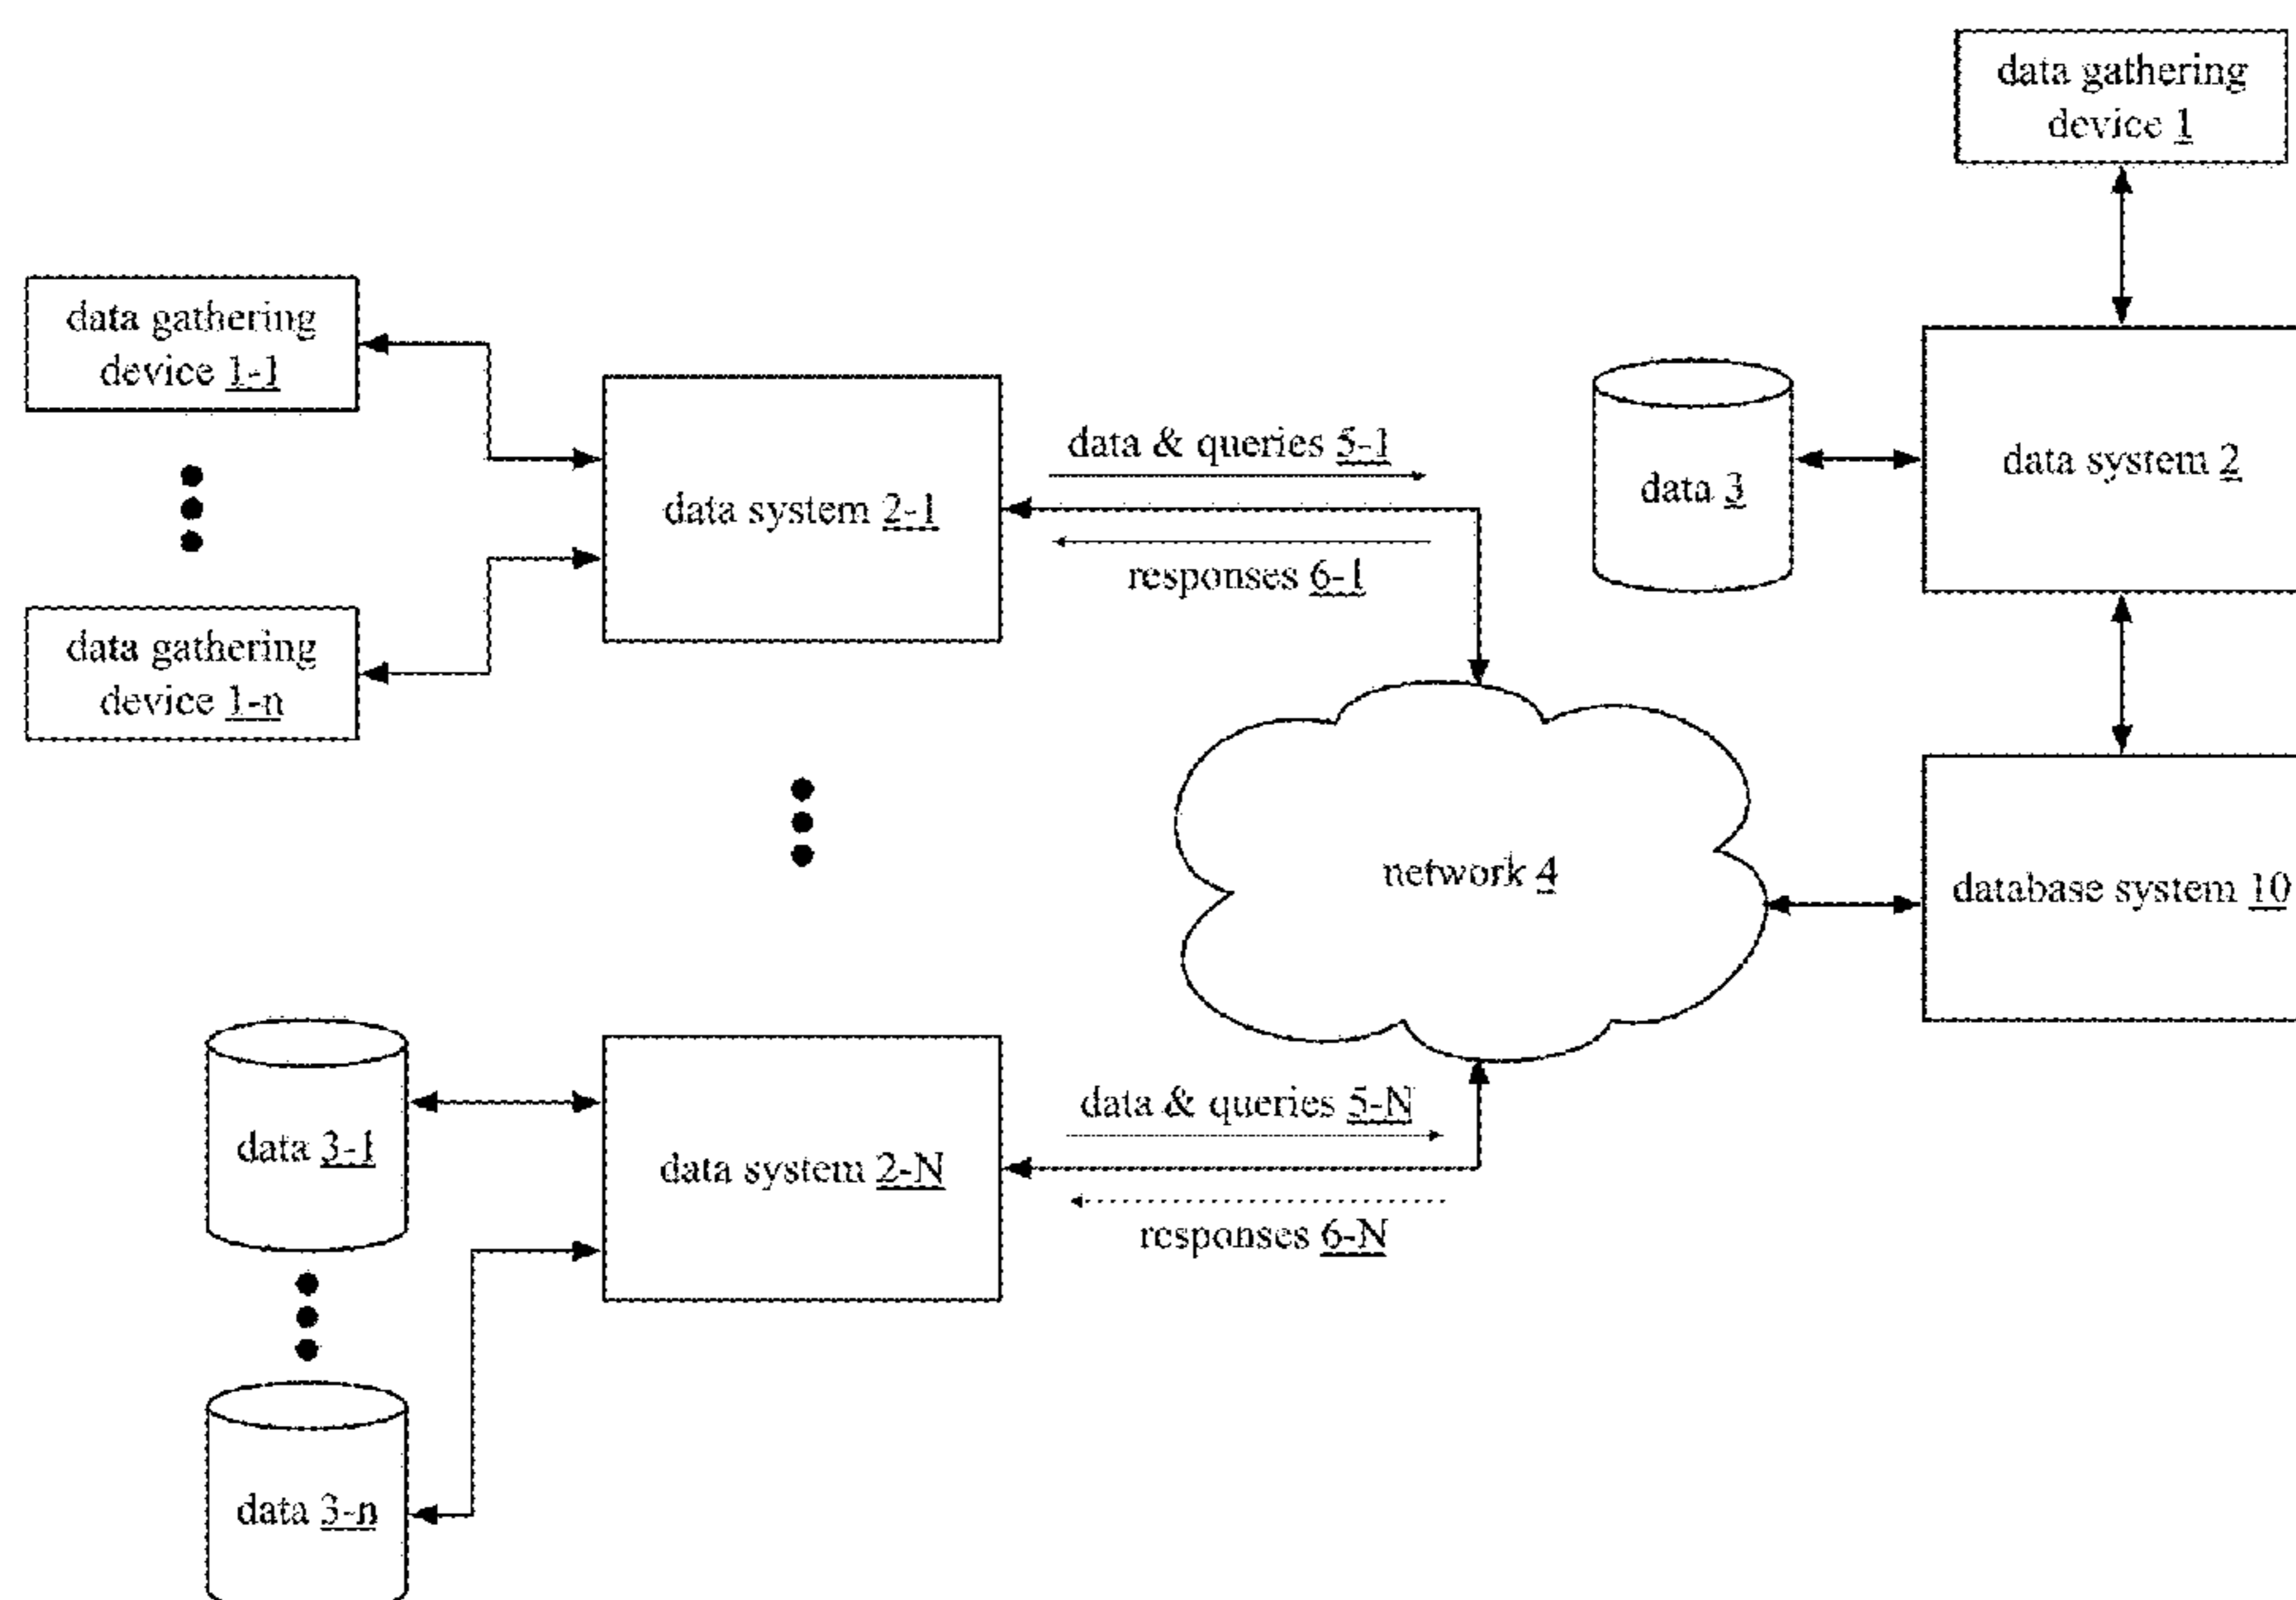 data gathering
device 1
data gathering
device 1-1
data & queries 5-1
data system 2
data 3
data system 2-1
responses 6-1
data gathering
device 1-n
network 4
database system 10
data & queries 5-N
data 3-1
data system 2-N
responses 6-N
data 3-n